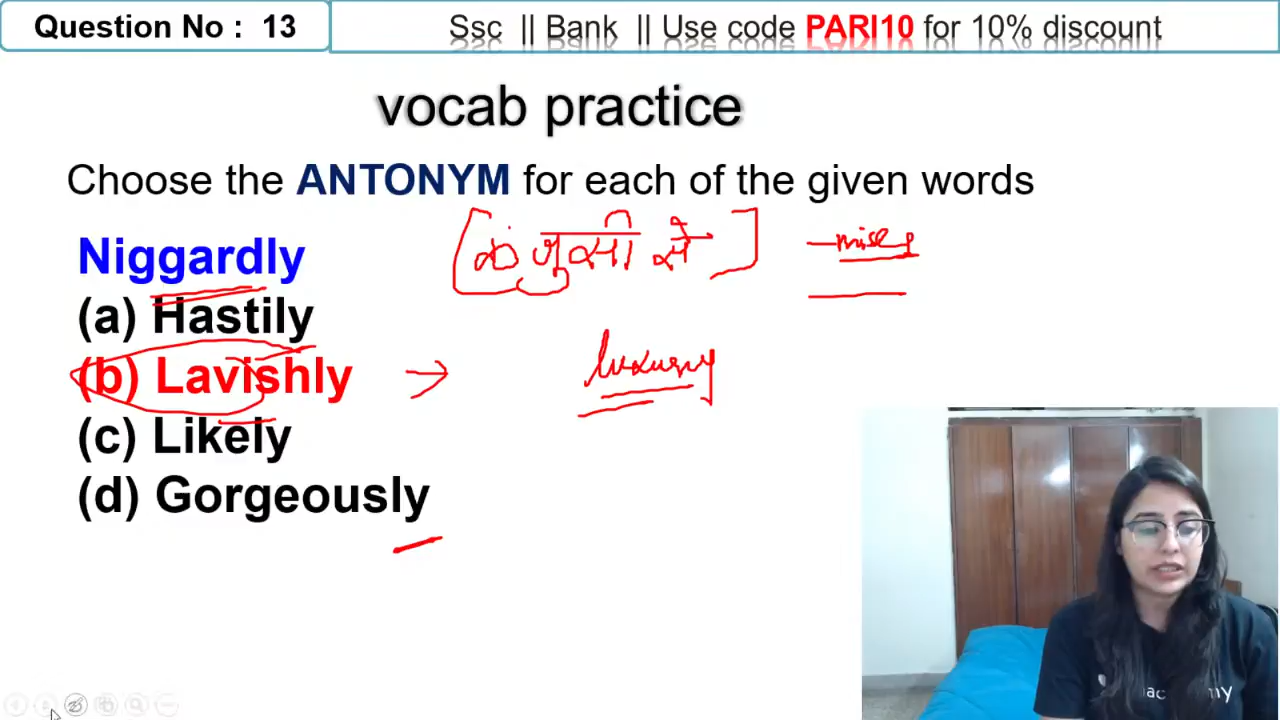 Question No : 13
Ssc || Bank || Use code PARI10 for 10% discount
vocab practice
Choose the ANTONYM for each of the given words
Niggardly
कंजूसी से
miser
(a) Hastily
(b) Lavishly
luxury
(c) Likely
(d) Gorgeously